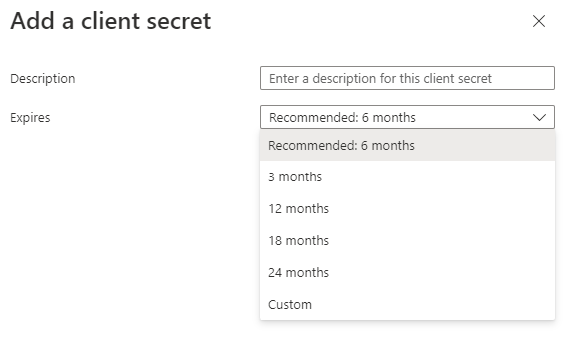 Add a client secret
Description
Enter a description for this client secret
Expires
Recommended: 6 months
Recommended: 6 months
3 months
12 months
18 months
24 months
Custom